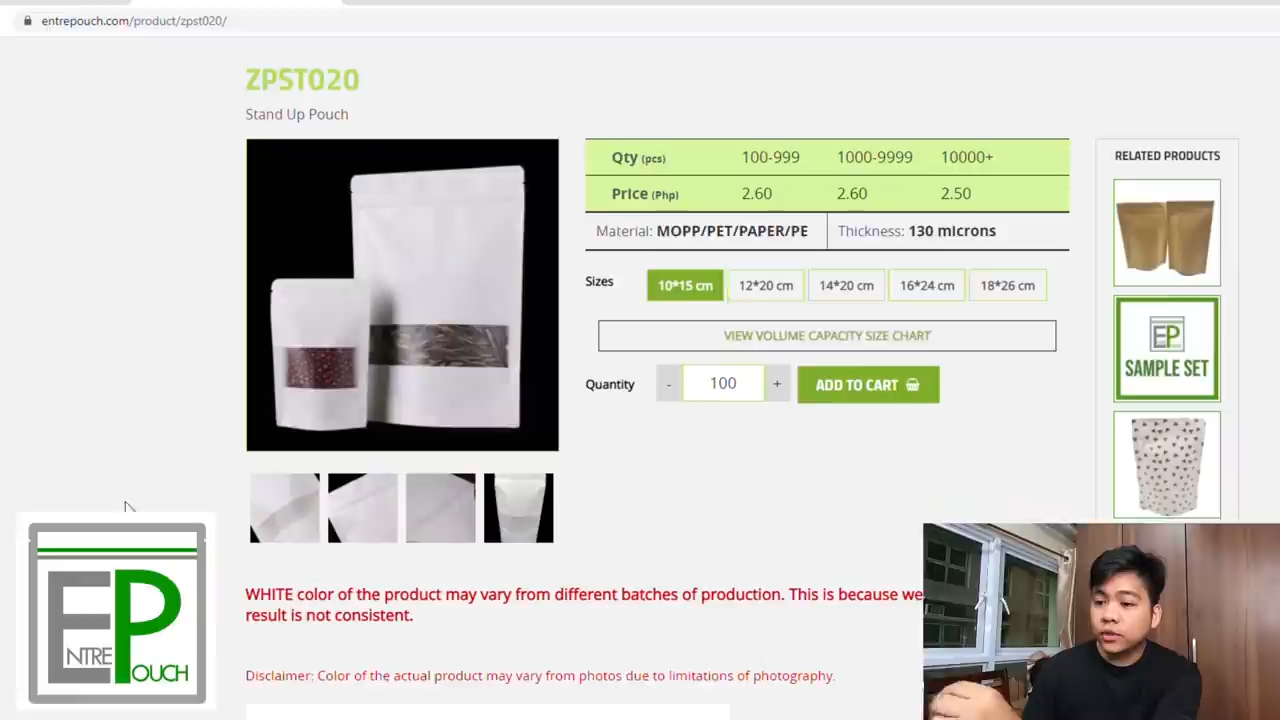 entrepouch.com/product/zpst020/
ZPST020
Stand Up Pouch
Qty (pcs) 100-999 1000-9999 10000+
Price (Php) 2.60 2.60 2.50
Material: MOPP/PET/PAPER/PE Thickness: 130 microns
Sizes 10*15 cm 12*20 cm 14*20 cm 16*24 cm 18*26 cm
VIEW VOLUME CAPACITY SIZE CHART
Quantity - 100 + ADD TO CART
RELATED PRODUCTS
EP
SAMPLE SET
WHITE color of the product may vary from different batches of production. This is because we
result is not consistent.
Disclaimer: Color of the actual product may vary from photos due to limitations of photography.
ENTRE POUCH